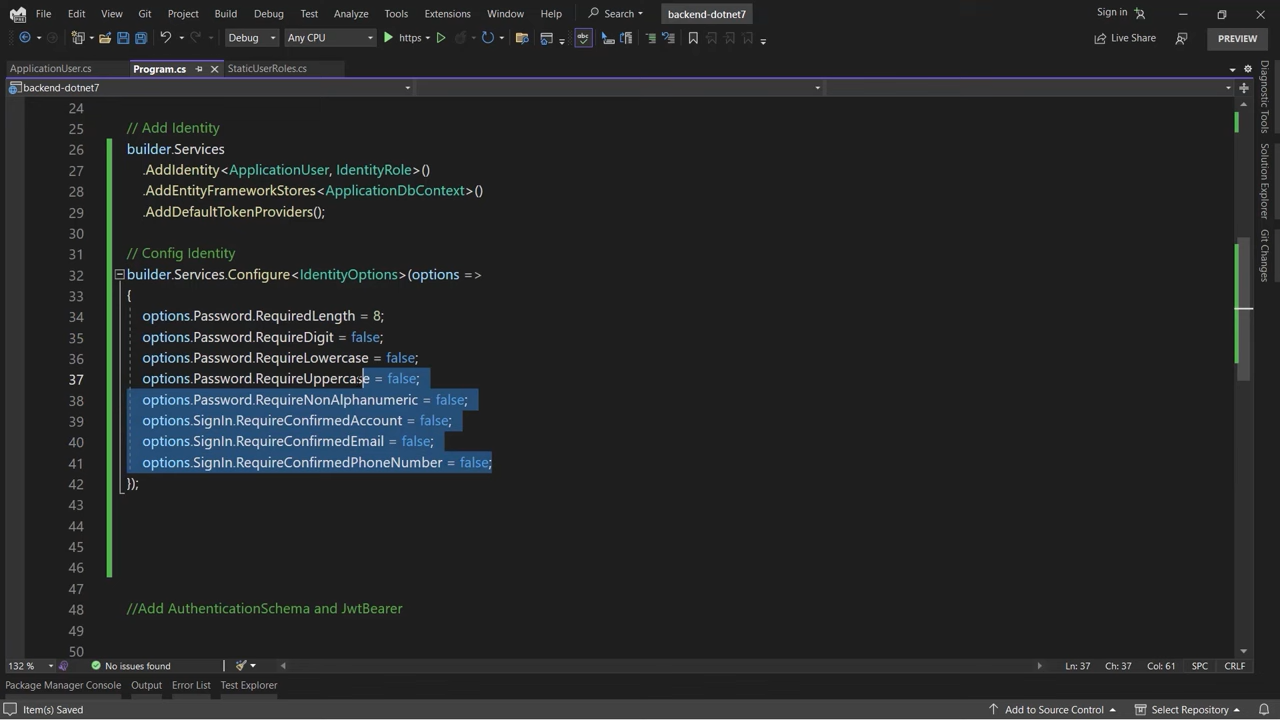 File Edit View Git Project Build Debug Test Analyze Tools Extensions Window Help Search backend-dotnet7 Sign in
Debug Any CPU https abc Live Share PREVIEW
ApplicationUser.cs Program.cs StaticUserRoles.cs
backend-dotnet7
24
25 // Add Identity
26 builder.Services
27 .AddIdentity<ApplicationUser, IdentityRole>()
28 .AddEntityFrameworkStores<ApplicationDbContext>()
29 .AddDefaultTokenProviders();
30
31 // Config Identity
32 builder.Services.Configure<IdentityOptions>(options =>
33 {
34 options.Password.RequiredLength = 8;
35 options.Password.RequireDigit = false;
36 options.Password.RequireLowercase = false;
37 options.Password.RequireUppercase = false;
38 options.Password.RequireNonAlphanumeric = false;
39 options.SignIn.RequireConfirmedAccount = false;
40 options.SignIn.RequireConfirmedEmail = false;
41 options.SignIn.RequireConfirmedPhoneNumber = false;
42 });
43
44
45
46
47
48 //Add AuthenticationSchema and JwtBearer
49
50
Diagnostic Tools
Solution Explorer
Git Changes
132 % No issues found Ln: 37 Ch: 37 Col: 61 SPC CRLF
Package Manager Console Output Error List Test Explorer
Item(s) Saved Add to Source Control Select Repository